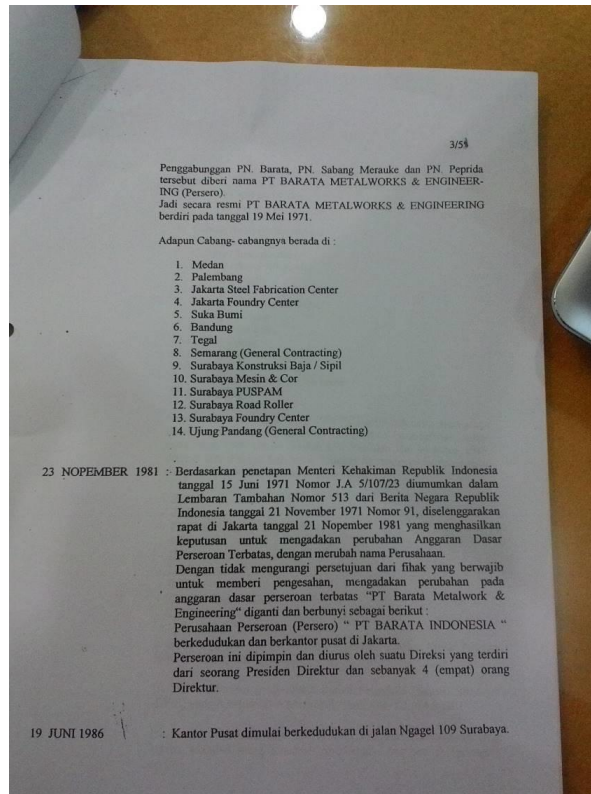 3/55
Penggabunggan PN. Barata, PN. Sabang Merauke dan PN. Peprida
tersebut diberi nama PT BARATA METALWORKS & ENGINEER-
ING (Persero).
Jadi secara resmi PT BARATA METALWORKS & ENGINEERING
berdiri pada tanggal 19 Mei 1971.
Adapun Cabang- cabangnya berada di :
1. Medan
2. Palembang
3. Jakarta Steel Fabrication Center
4. Jakarta Foundry Center
5. Suka Bumi
6. Bandung
7. Tegal
8. Semarang (General Contracting)
9. Surabaya Konstruksi Baja / Sipil
10. Surabaya Mesin & Cor
11. Surabaya PUSPAM
12. Surabaya Road Roller
13. Surabaya Foundry Center
14. Ujung Pandang (General Contracting)
23 NOPEMBER 1981 : Berdasarkan penetapan Menteri Kehakiman Republik Indonesia
tanggal 15 Juni 1971 Nomor J.A 5/107/23 diumumkan dalam
Lembaran Tambahan Nomor 513 dari Berita Negara Republik
Indonesia tanggal 21 November 1971 Nomor 91, diselenggarakan
rapat di Jakarta tanggal 21 Nopember 1981 yang menghasilkan
keputusan untuk mengadakan perubahan Anggaran Dasar
Perseroan Terbatas, dengan merubah nama Perusahaan.
Dengan tidak mengurangi persetujuan dari fihak yang berwajib
untuk memberi pengesahan, mengadakan perubahan pada
anggaran dasar perseroan terbatas “PT Barata Metalwork &
Engineering“ diganti dan berbunyi sebagai berikut :
Perusahaan Perseroan (Persero) “ PT BARATA INDONESIA “
berkedudukan dan berkantor pusat di Jakarta.
Perseroan ini dipimpin dan diurus oleh suatu Direksi yang terdiri
dari seorang Presiden Direktur dan sebanyak 4 (empat) orang
Direktur.
19 JUNI 1986 : Kantor Pusat dimulai berkedudukan di jalan Ngagel 109 Surabaya.